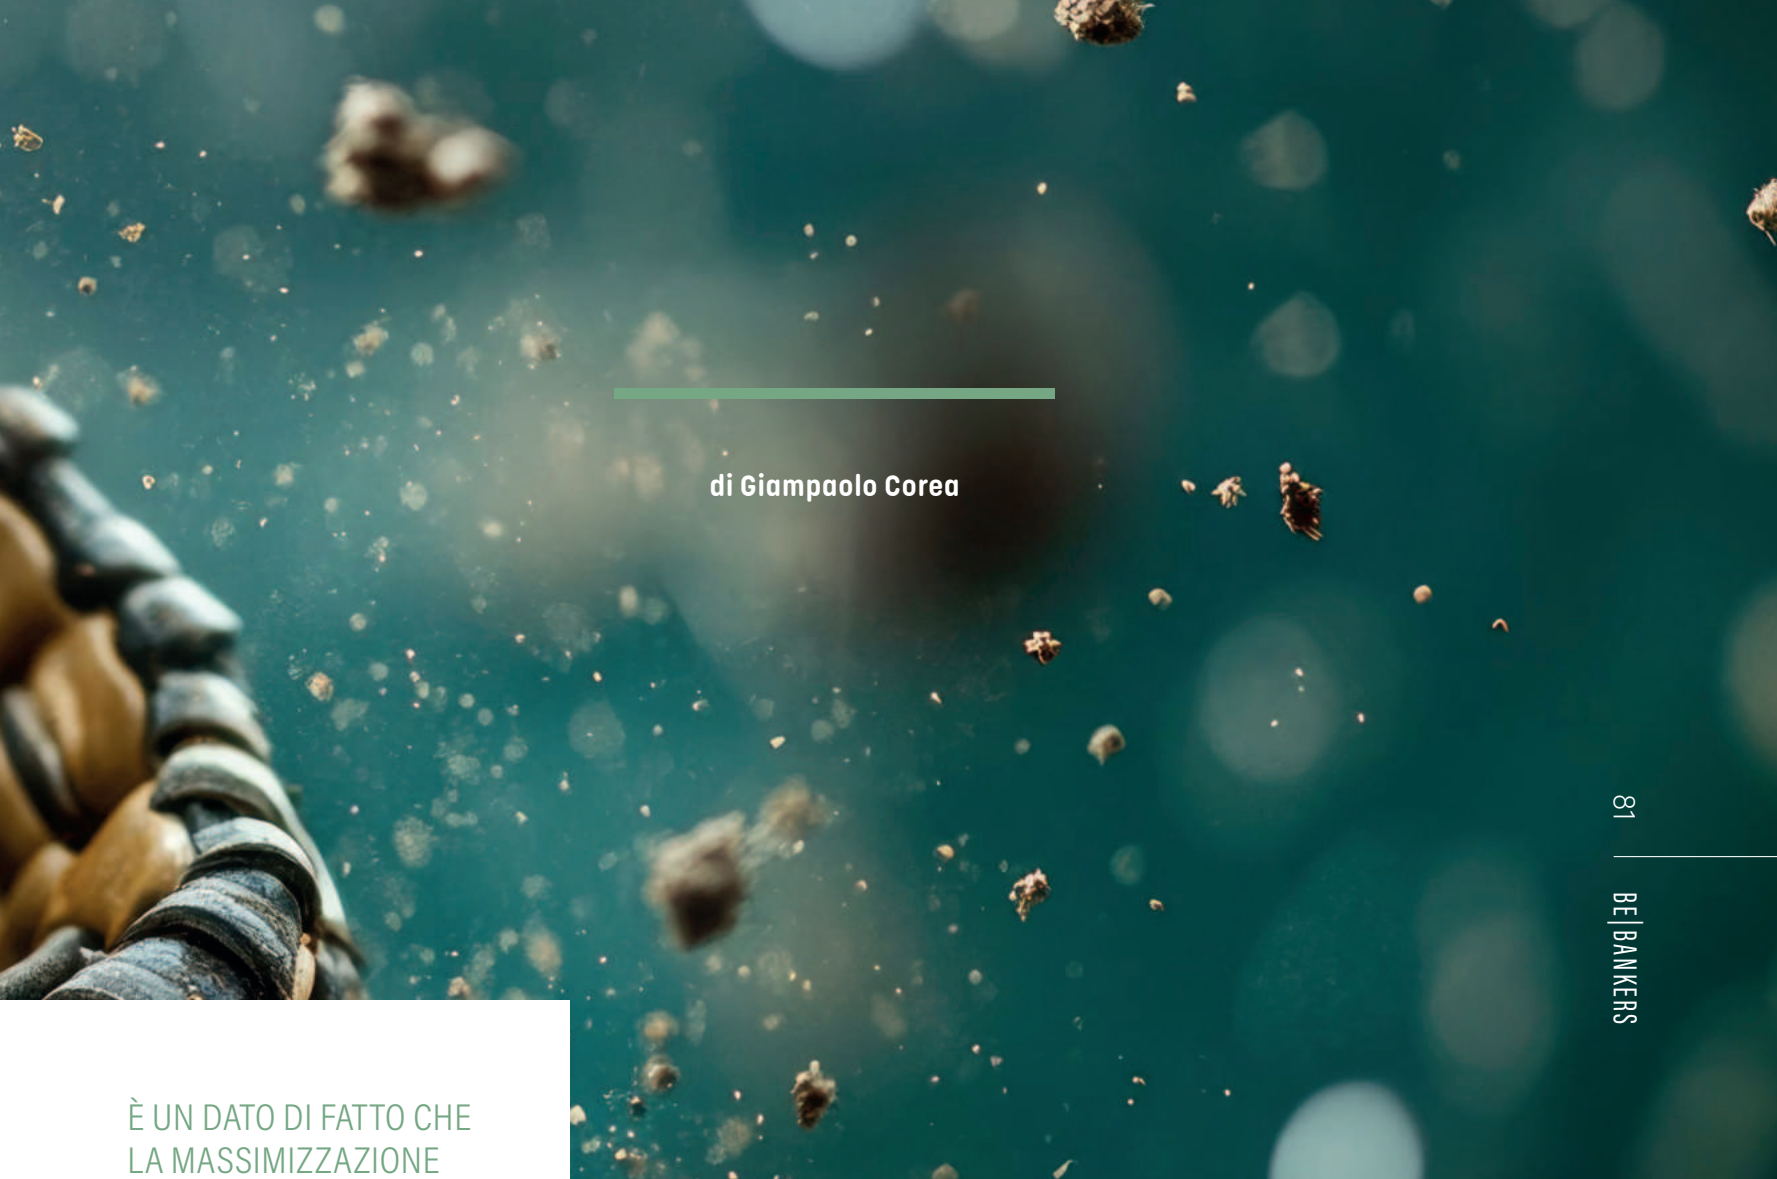 di Giampaolo Corea
81
BE|BANKERS
È UN DATO DI FATTO CHE
LA MASSIMIZZAZIONE